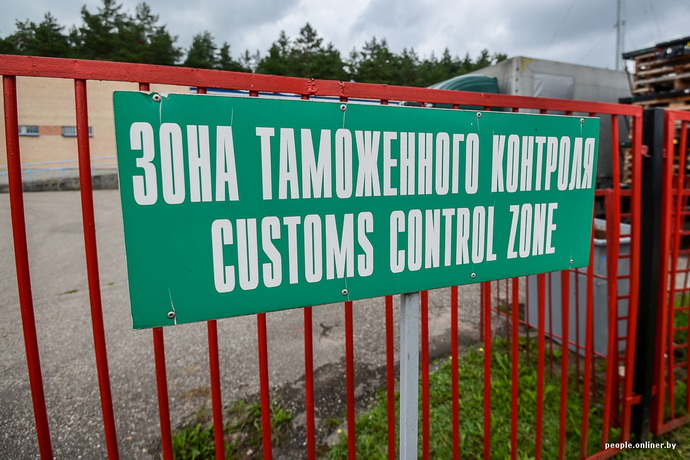 ЗОНА ТАМОЖЕННОГО КОНТРОЛЯ
CUSTOMS CONTROL ZONE
people.onliner.by